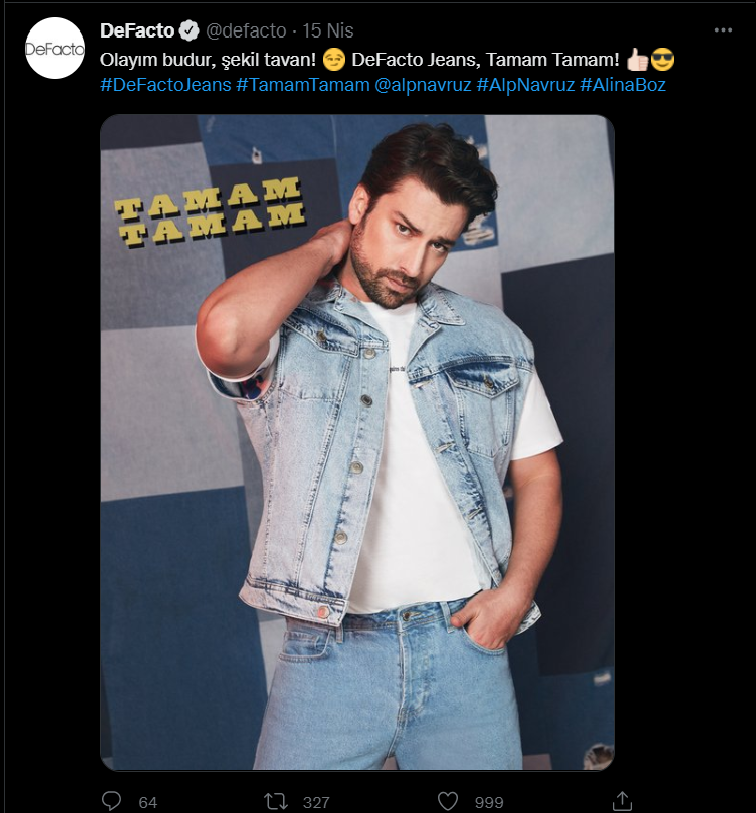 DeFacto
DeFacto @defacto · 15 Nis
Olayım budur, şekil tavan! 😏 DeFacto Jeans, Tamam Tamam! 👍🏻😎
#DeFactoJeans #TamamTamam @alpnavruz #AlpNavruz #AlinaBoz
TAMAM
TAMAM
64 327 999